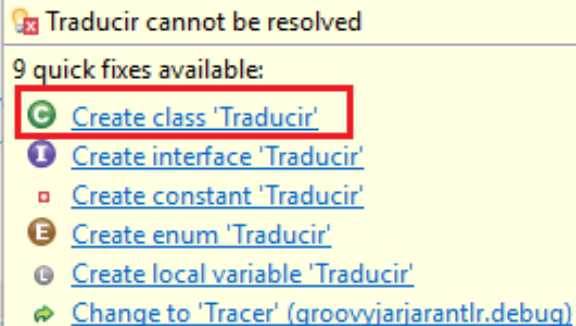 Traducir cannot be resolved
9 quick fixes available:
C Create class 'Traducir'
I Create interface 'Traducir'
Create constant 'Traducir'
E Create enum 'Traducir'
L Create local variable 'Traducir'
Change to 'Tracer' (groovyjarjarantlr.debug)